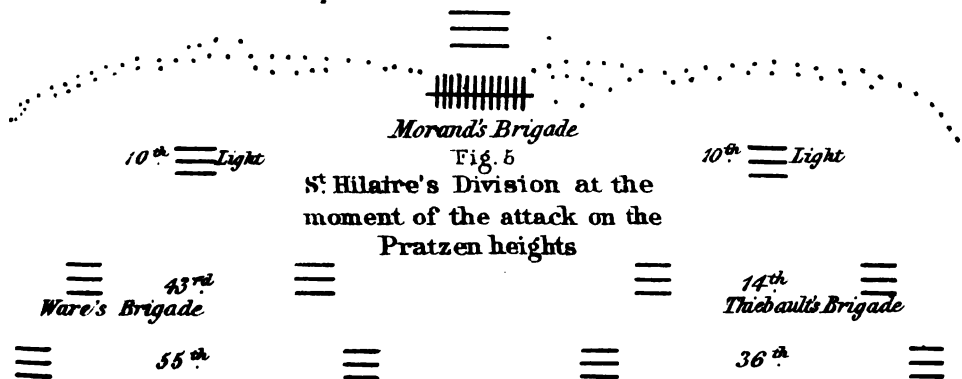 Morand's Brigade
10th Light
Fig. 5
10th Light
St. Hilaire's Division at the
moment of the attack on the
Pratzen heights
43rd
14th
Ware's Brigade
Thiebault's Brigade
55th
36th